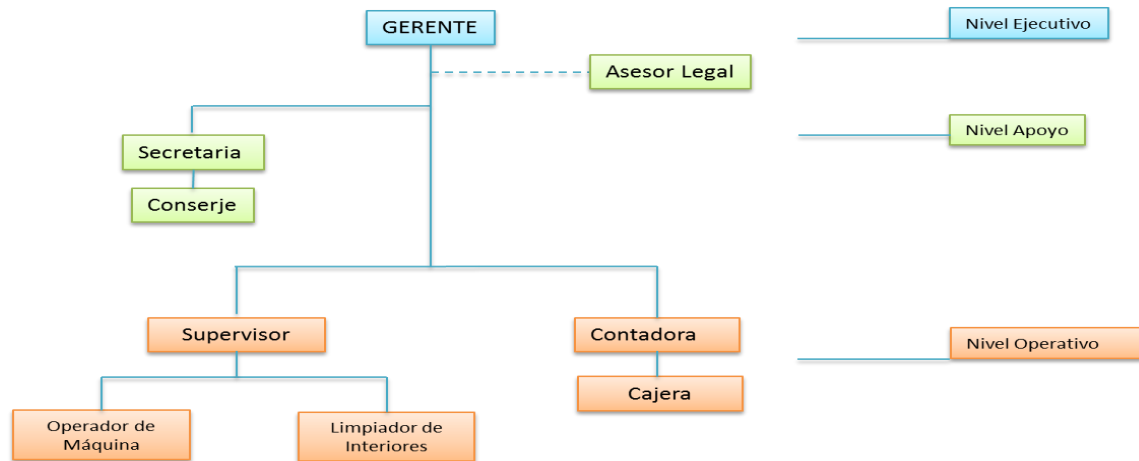 GERENTE
Nivel Ejecutivo
Asesor Legal
Secretaria
Nivel Apoyo
Conserje
Supervisor
Contadora
Nivel Operativo
Cajera
Operador de
Máquina
Limpiador de
Interiores